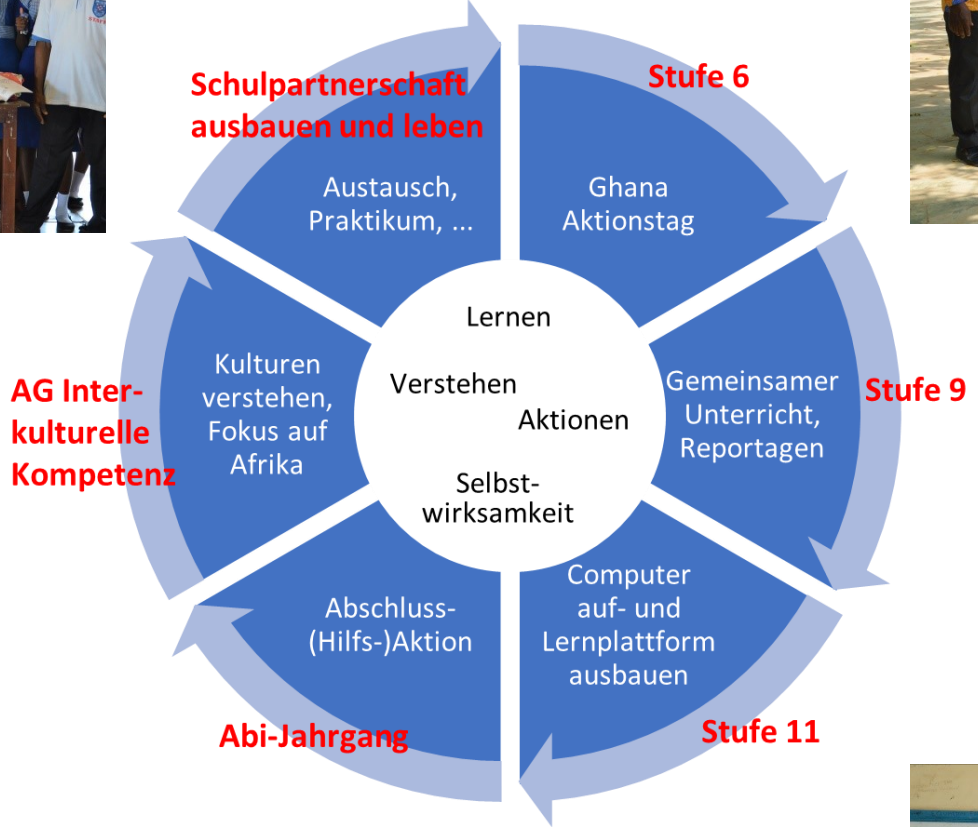 Schulpartnerschaft
ausbauen und leben
Austausch,
Praktikum, ...
Stufe 6
Ghana
Aktionstag
Stufe 9
Gemeinsamer
Unterricht,
Reportagen
Stufe 11
Computer
auf- und
Lernplattform
ausbauen
Abi-Jahrgang
Abschluss-
(Hilfs-)Aktion
AG Inter-
kulturelle
Kompetenz
Kulturen
verstehen,
Fokus auf
Afrika
Lernen
Verstehen
Aktionen
Selbst-
wirksamkeit